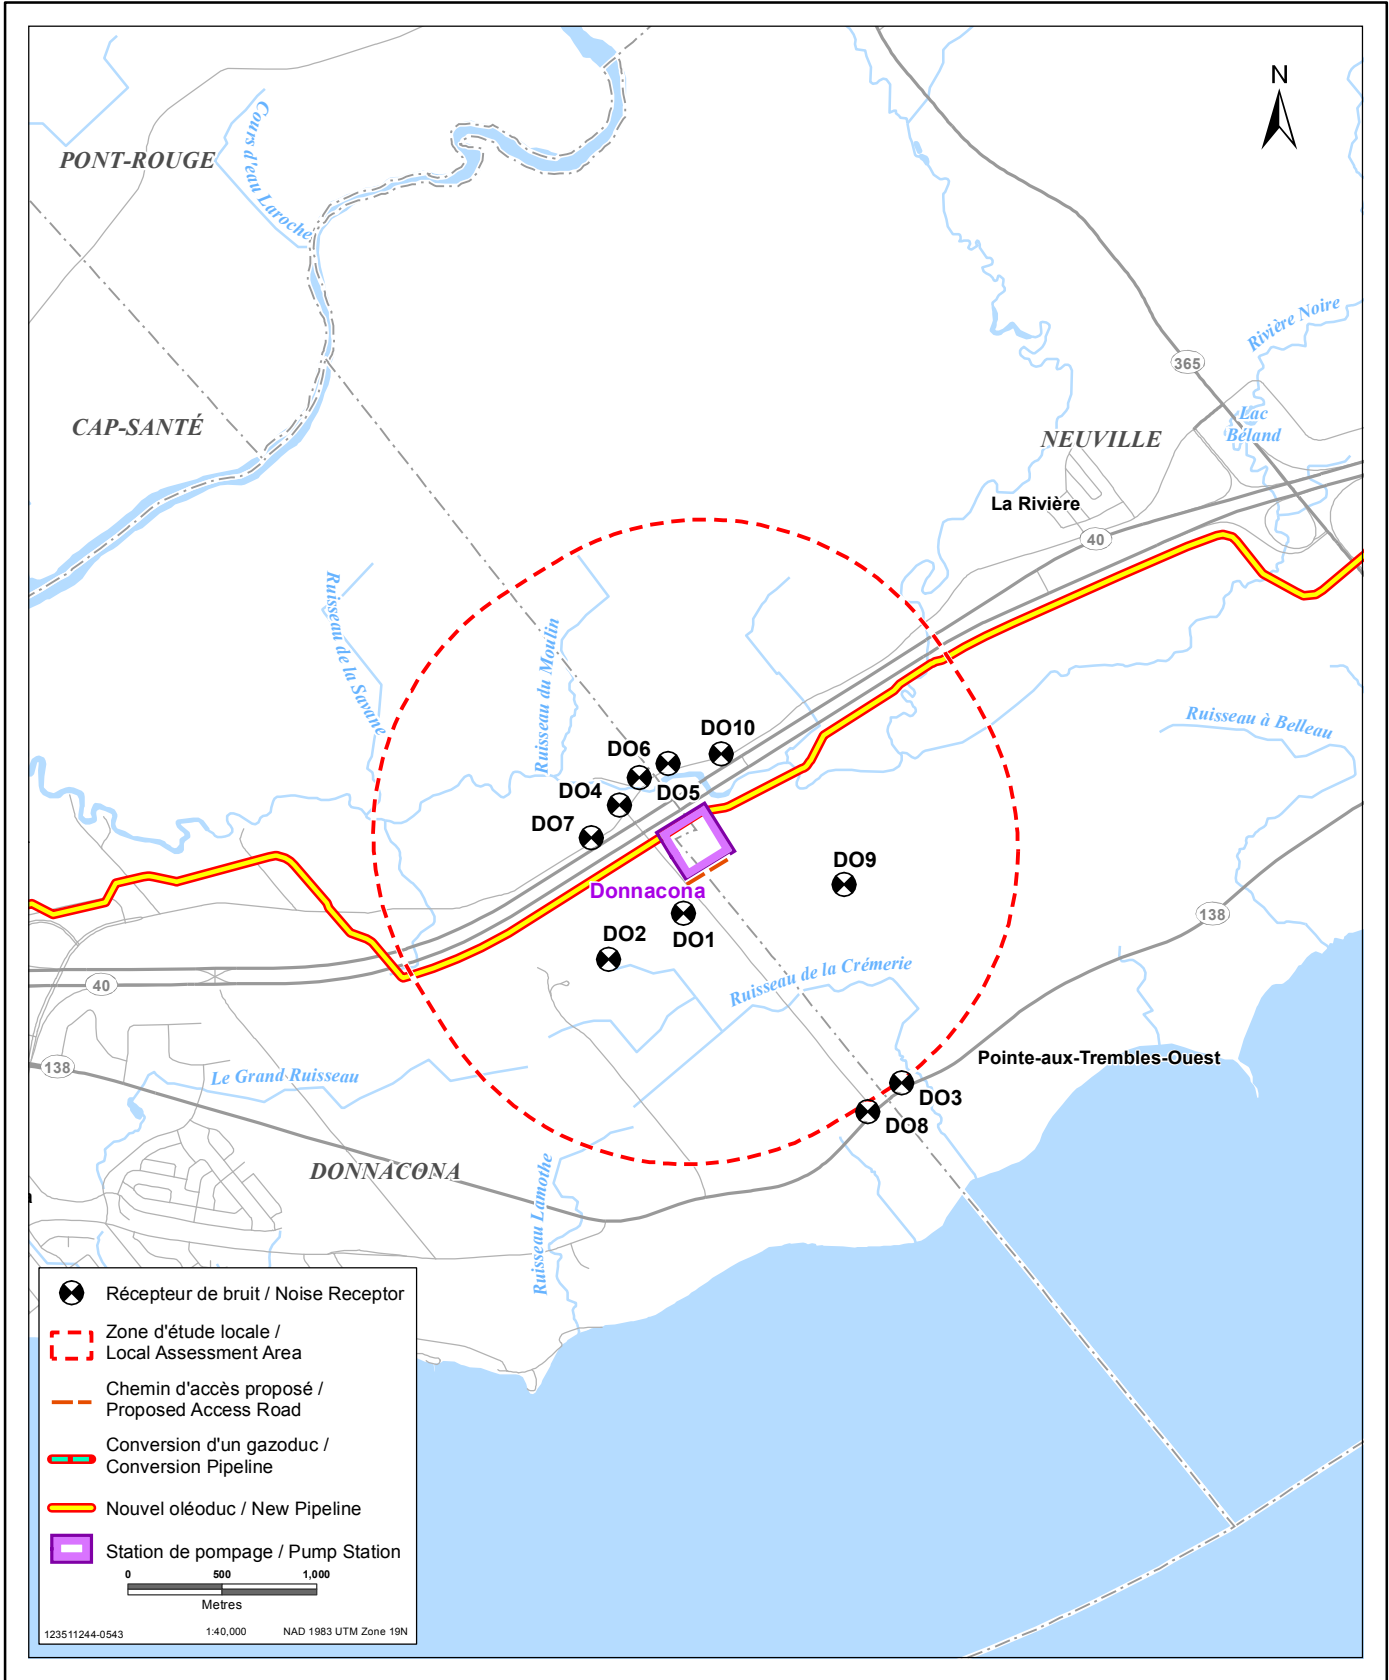 N
PONT-ROUGE
Cours d'eau Laroche
Rivière Noire
365
CAP-SANTÉ
Lac
Béland
NEUVILLE
La Rivière
40
Ruisseau de la Savane
Ruisseau du Moulin
Ruisseau à Belleau
DO10
DO6
DO5
DO4
DO7
DO9
Donnacona
DO1
DO2
138
Ruisseau de la Crémerie
40
138
Le Grand Ruisseau
Pointe-aux-Trembles-Ouest
DO3
DO8
DONNACONA
Ruisseau Lamothe
Récepteur de bruit / Noise Receptor
Zone d'étude locale /
Local Assessment Area
Chemin d'accès proposé /
Proposed Access Road
Conversion d'un gazoduc /
Conversion Pipeline
Nouvel oléoduc / New Pipeline
Station de pompage / Pump Station
0 500 1,000
Metres
123511244-0543 1:40,000 NAD 1983 UTM Zone 19N